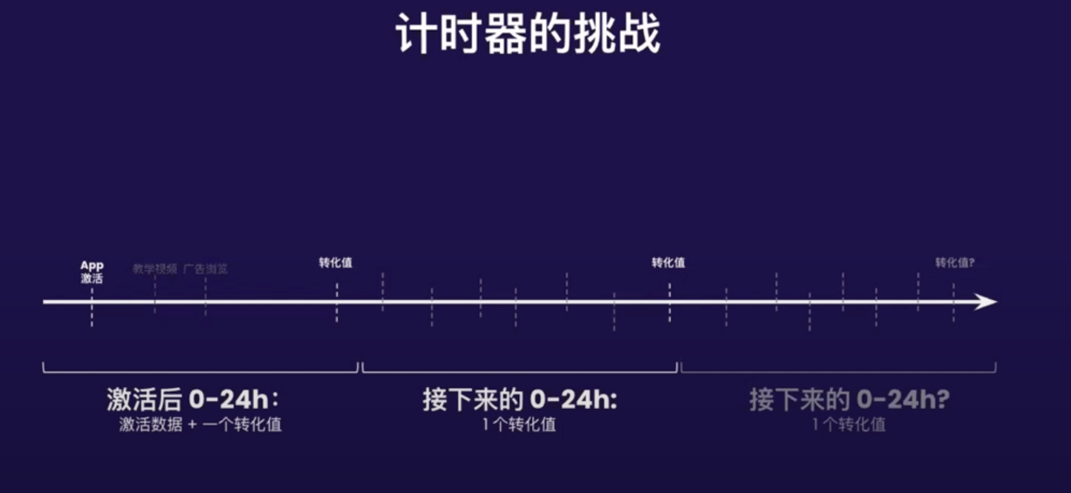 计时器的挑战
App
激活
教学视频 广告浏览
转化值
转化值
转化值?
激活后 0-24h:
激活数据 + 一个转化值
接下来的 0-24h:
1个转化值
接下来的 0-24h?
1个转化值